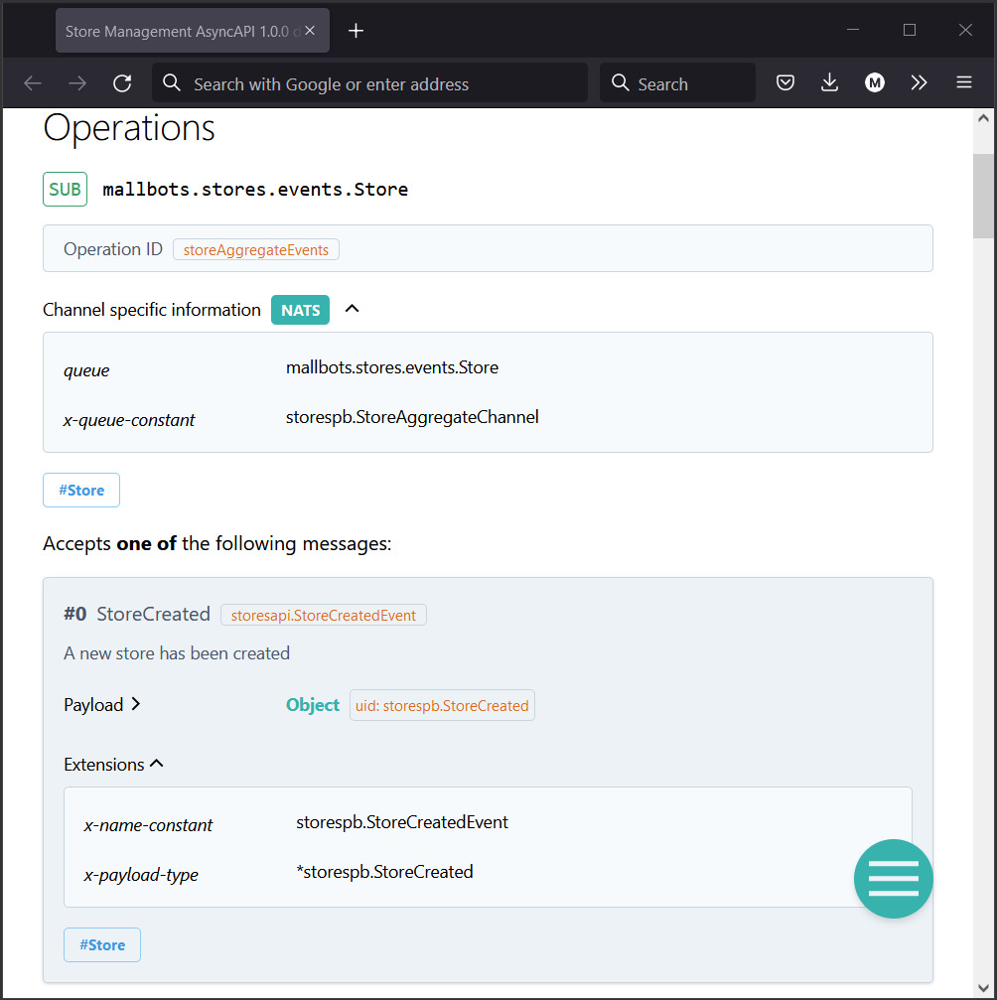 Store Management AsyncAPI 1.0.0
Search with Google or enter address
Search
M
Operations
SUB mallbots.stores.events.Store
Operation ID storeAggregateEvents
Channel specific information NATS
queue mallbots.stores.events.Store
x-queue-constant storespb.StoreAggregateChannel
#Store
Accepts one of the following messages:
#0 StoreCreated storesapi.StoreCreatedEvent
A new store has been created
Payload Object uid: storespb.StoreCreated
Extensions
x-name-constant storespb.StoreCreatedEvent
x-payload-type *storespb.StoreCreated
#Store